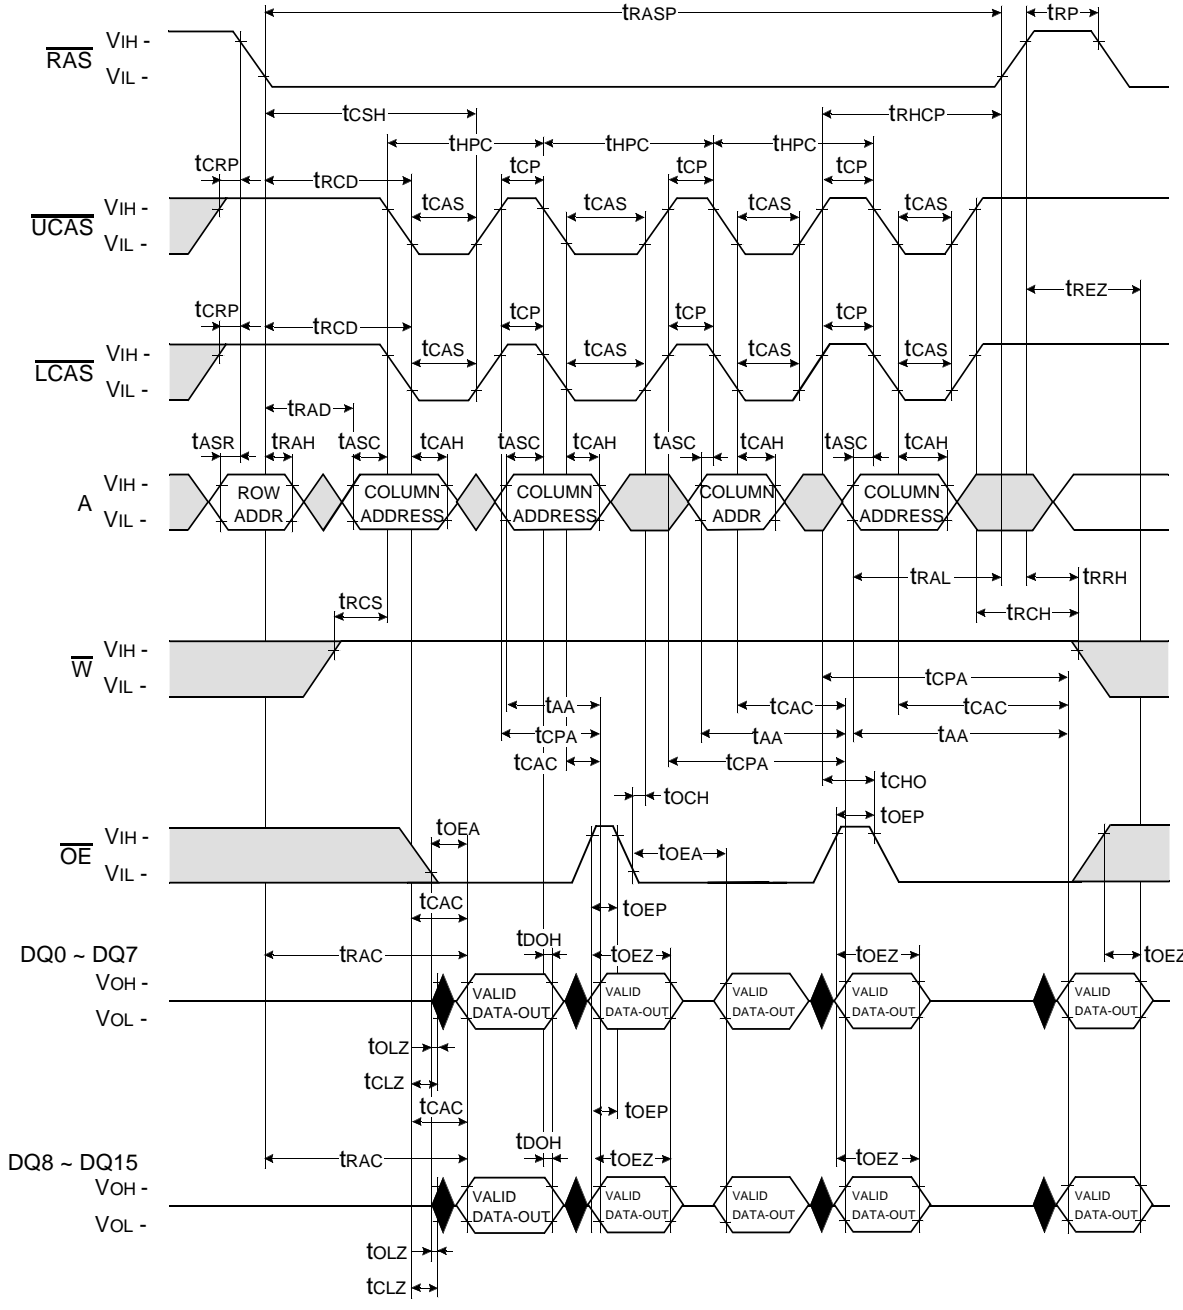 tRASP tRP
RAS VIH -
VIL -
tCSH tRHCP
tHPC tHPC tHPC
tCRP tRCD tCP tCP tCP
UCAS VIH -
VIL -
tCAS tCAS tCAS tCAS
tREZ
tCRP tRCD tCP tCP tCP
LCAS VIH -
VIL -
tCAS tCAS tCAS tCAS
tRAD
tASR tRAH tASC tCAH tASC tCAH tASC tCAH tASC tCAH
A VIH -
VIL -
ROW COLUMN COLUMN COLUMN COLUMN
ADDR ADDRESS ADDRESS ADDR ADDRESS
tRAL tRRH
tRCS tRCH
W VIH -
VIL -
tCPA
tAA tCAC tCAC
tCPA tAA tAA
tCAC tCPA
tCHO
tOCH
tOEP
OE VIH -
VIL -
tOEA tOEA
tCAC tOEP
DQ0 ~ DQ7
tRAC tDOH tOEZ tOEZ tOEZ
VOH -
VOL -
VALID VALID VALID VALID VALID
DATA-OUT DATA-OUT DATA-OUT DATA-OUT DATA-OUT
tOLZ
tCLZ
tCAC tOEP
tDOH
DQ8 ~ DQ15
tRAC tOEZ tOEZ
VOH -
VOL -
VALID VALID VALID VALID VALID
DATA-OUT DATA-OUT DATA-OUT DATA-OUT DATA-OUT
tOLZ
tCLZ